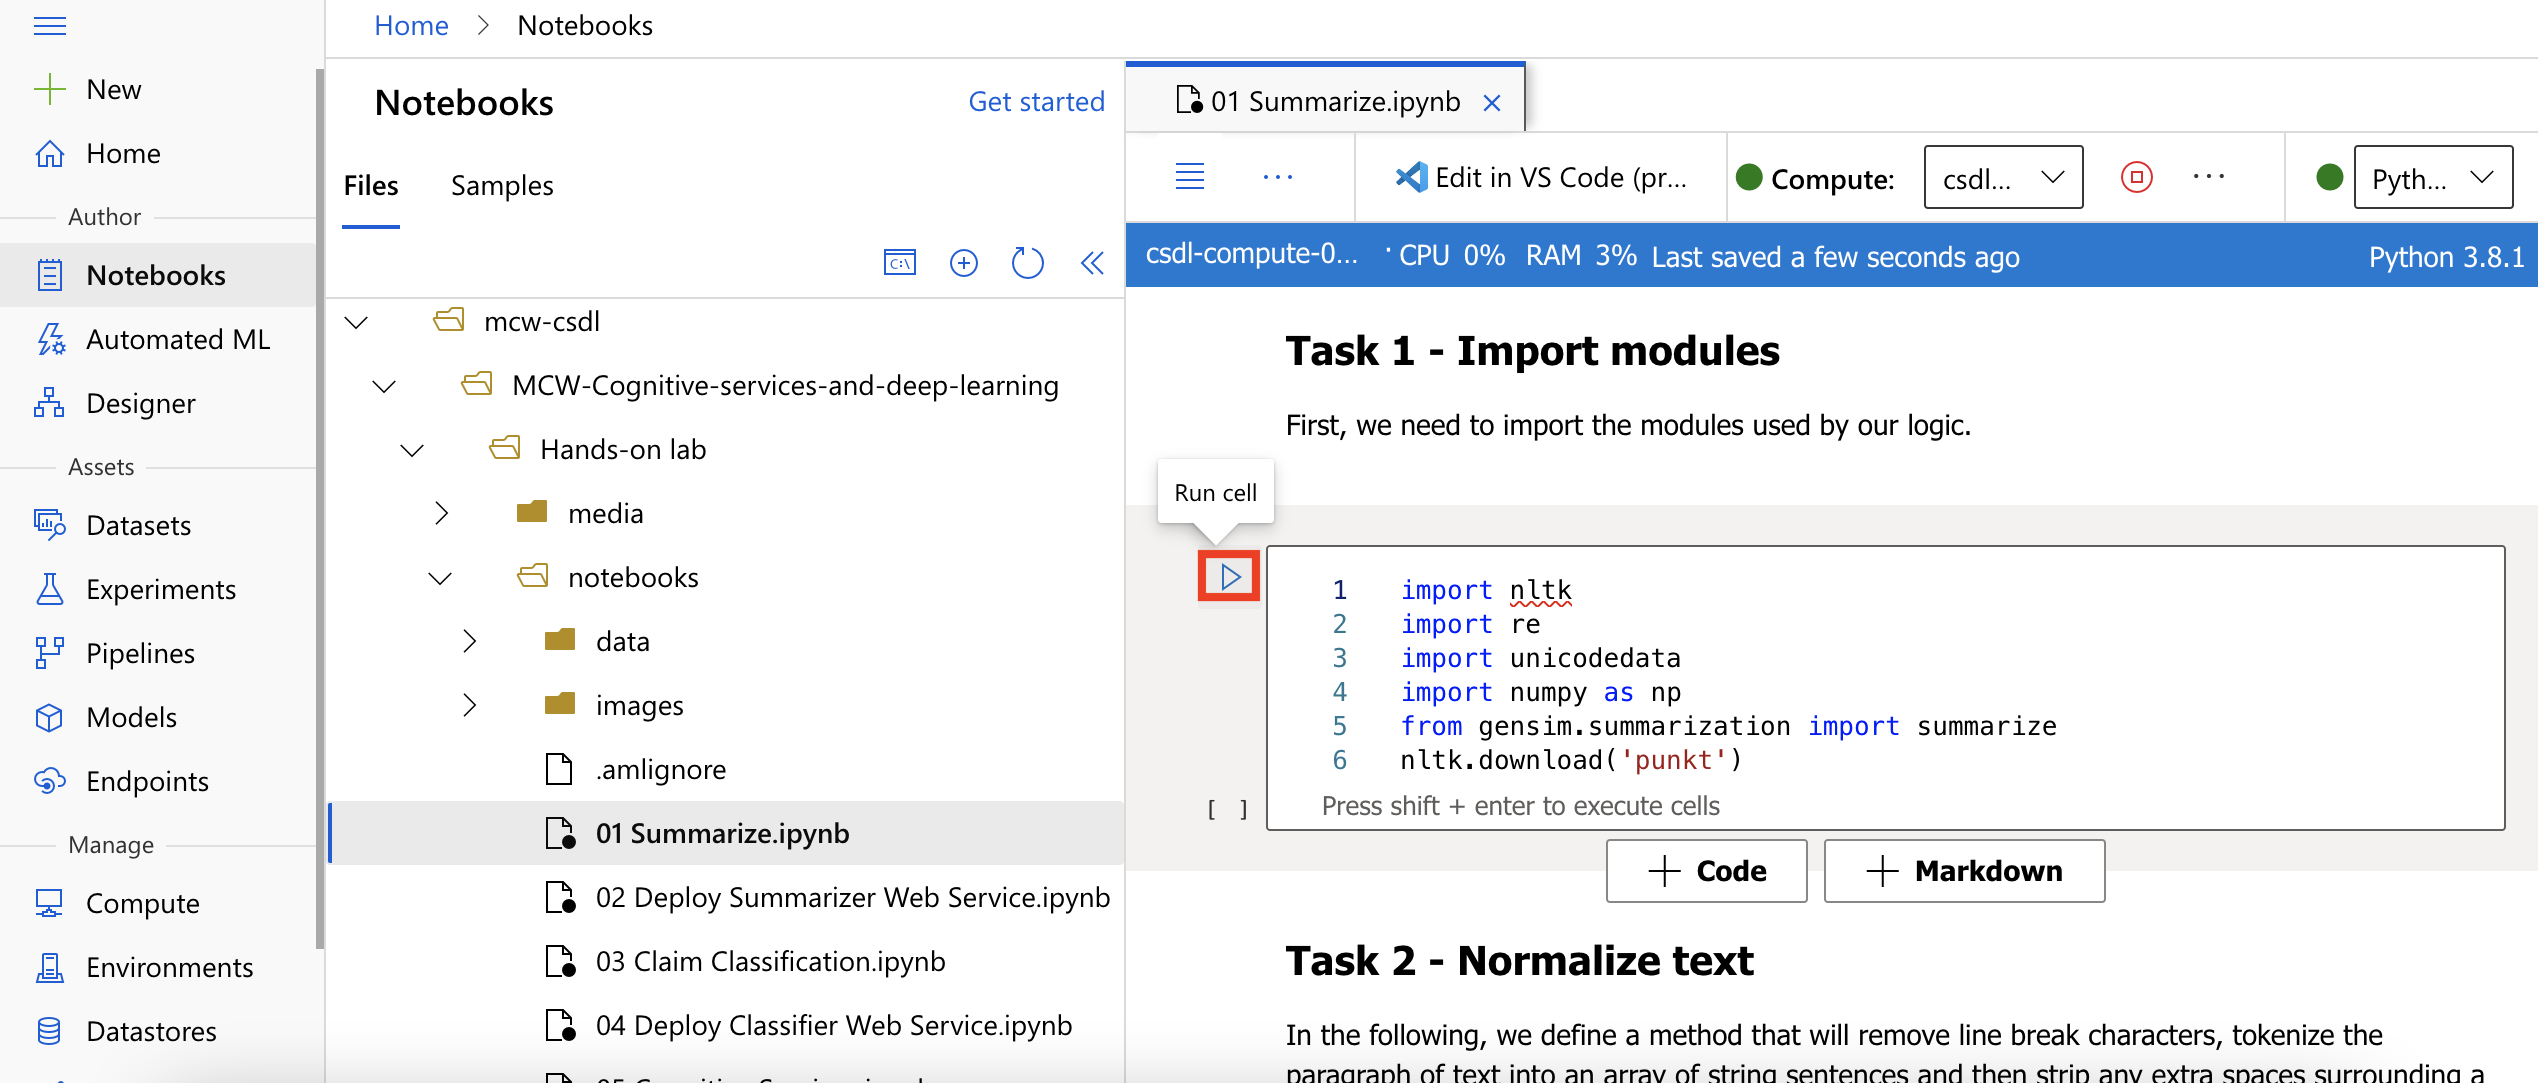 Home > Notebooks
New
Home
Author
Notebooks
Automated ML
Designer
Assets
Datasets
Experiments
Pipelines
Models
Endpoints
Manage
Compute
Environments
Datastores
Notebooks
Get started
Files
Samples
mcw-csdl
MCW-Cognitive-services-and-deep-learning
Hands-on lab
media
notebooks
data
images
.amlignore
01 Summarize.ipynb
02 Deploy Summarizer Web Service.ipynb
03 Claim Classification.ipynb
04 Deploy Classifier Web Service.ipynb
01 Summarize.ipynb
Edit in VS Code (pr...
Compute:
csdl...
Pyth...
csdl-compute-0... · CPU 0% RAM 3% Last saved a few seconds ago
Python 3.8.1
Task 1 - Import modules
First, we need to import the modules used by our logic.
Run cell
1 import nltk
2 import re
3 import unicodedata
4 import numpy as np
5 from gensim.summarization import summarize
6 nltk.download('punkt')
Press shift + enter to execute cells
[ ]
+ Code
+ Markdown
Task 2 - Normalize text
In the following, we define a method that will remove line break characters, tokenize the
paragraph of text into an array of string sentences and then strip any extra spaces surrounding a